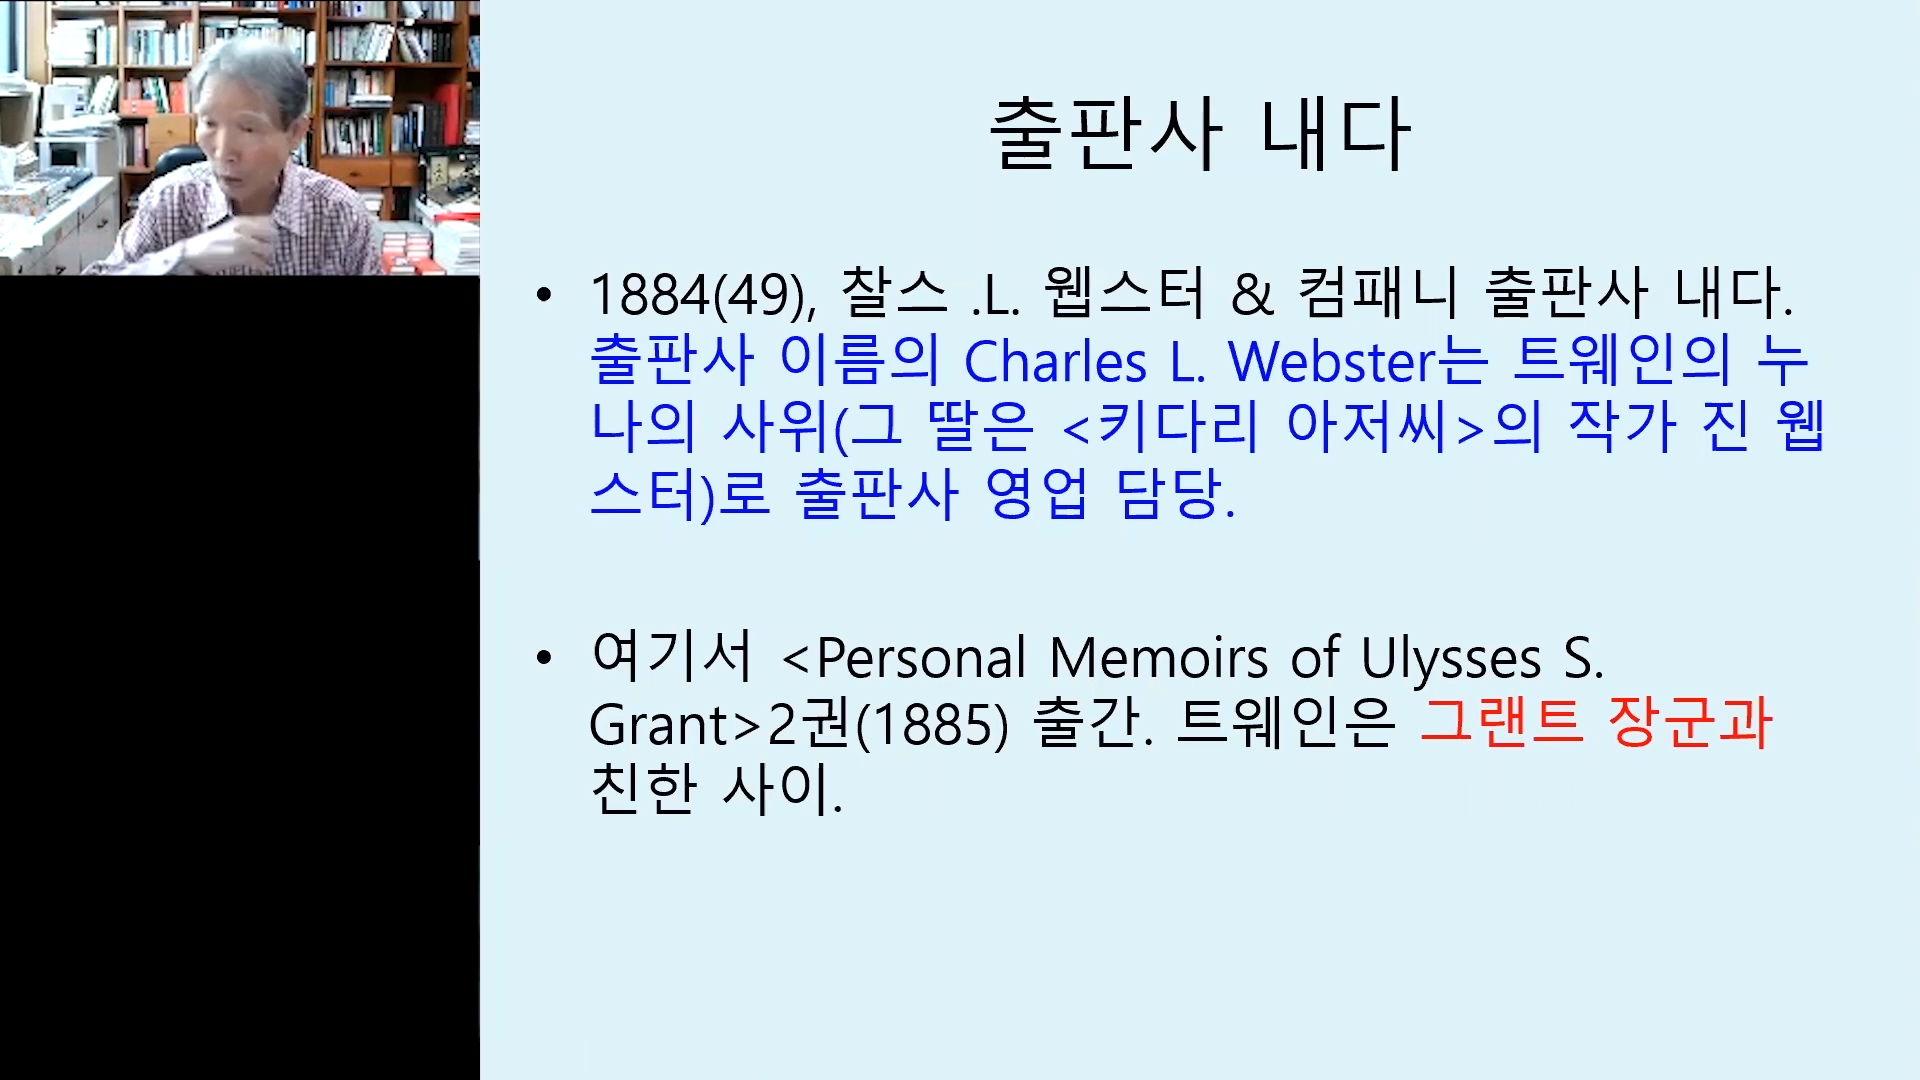 출판사 내다
• 1884(49), 찰스 .L. 웹스터 & 컴패니 출판사 내다.
출판사 이름의 Charles L. Webster는 트웨인의 누
나의 사위(그 딸은 <키다리 아저씨>의 작가 진 웹
스터)로 출판사 영업 담당.
• 여기서 <Personal Memoirs of Ulysses S.
Grant>2권(1885) 출간. 트웨인은 그랜트 장군과
친한 사이.